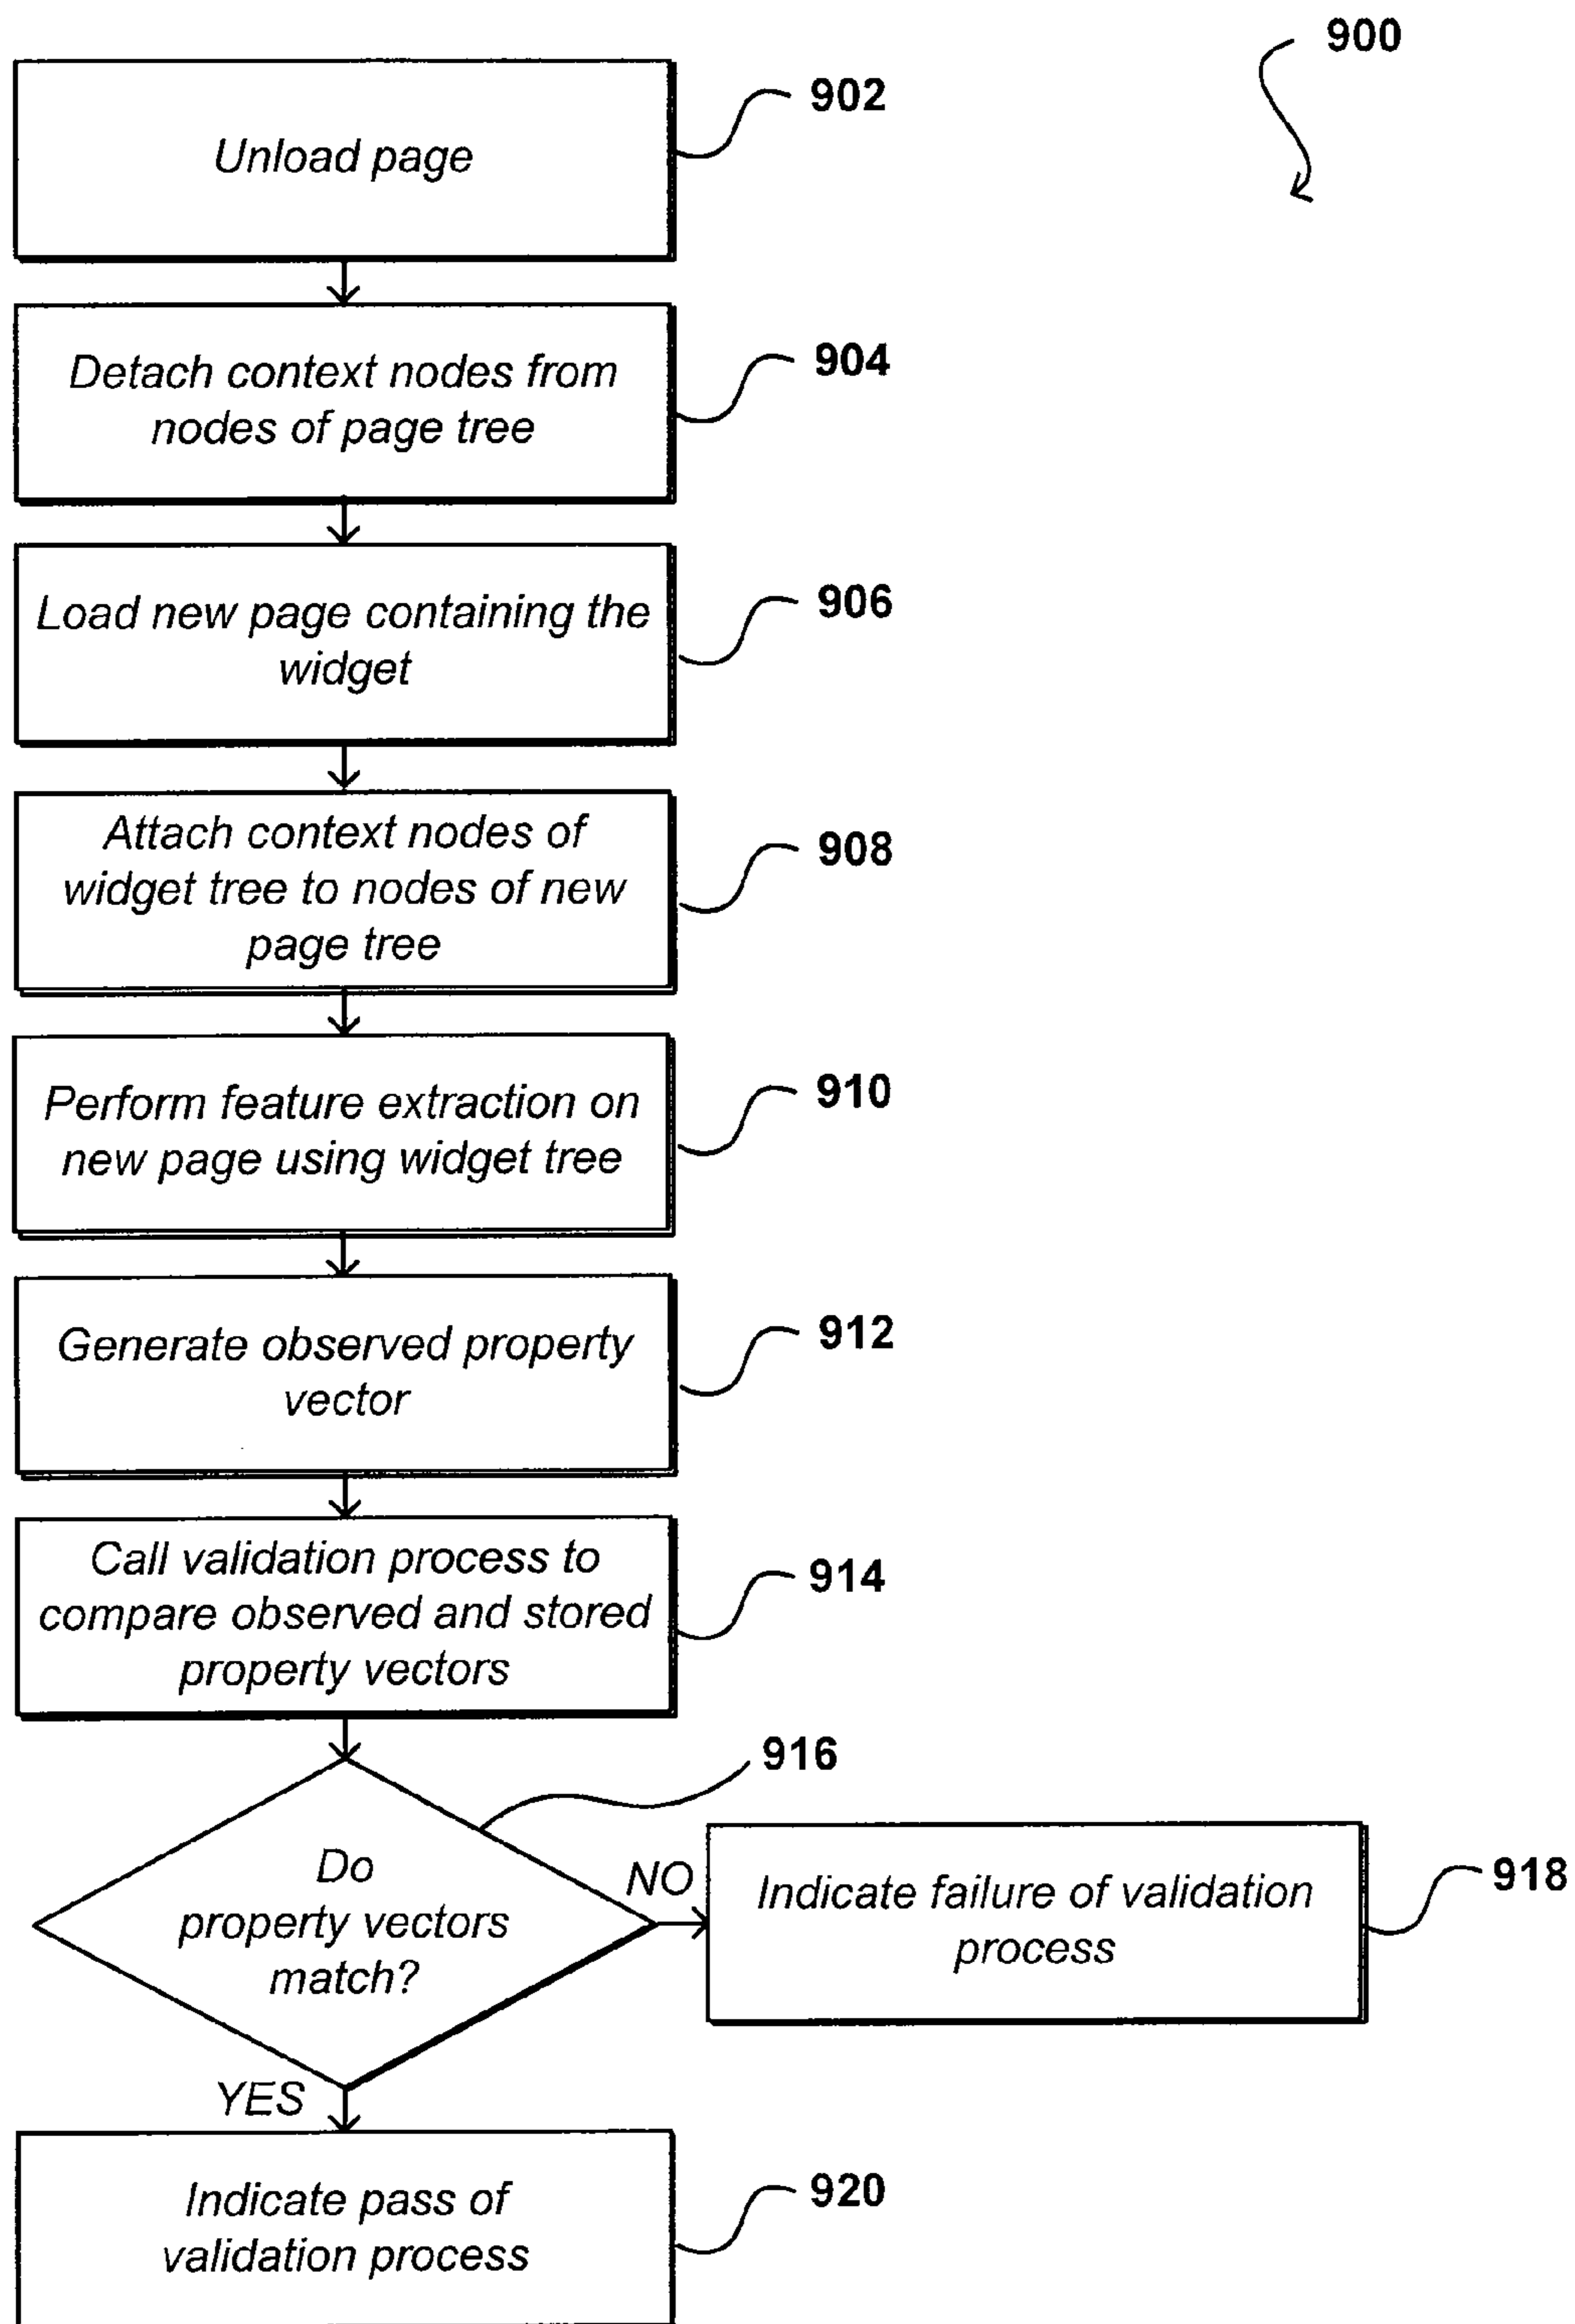 900
Unload page
902
Detach context nodes from
nodes of page tree
904
Load new page containing the
widget
906
Attach context nodes of
widget tree to nodes of new
page tree
908
Perform feature extraction on
new page using widget tree
910
Generate observed property
vector
912
Call validation process to
compare observed and stored
property vectors
914
916
Do
property vectors
match?
NO
Indicate failure of validation
process
918
YES
Indicate pass of
validation process
920